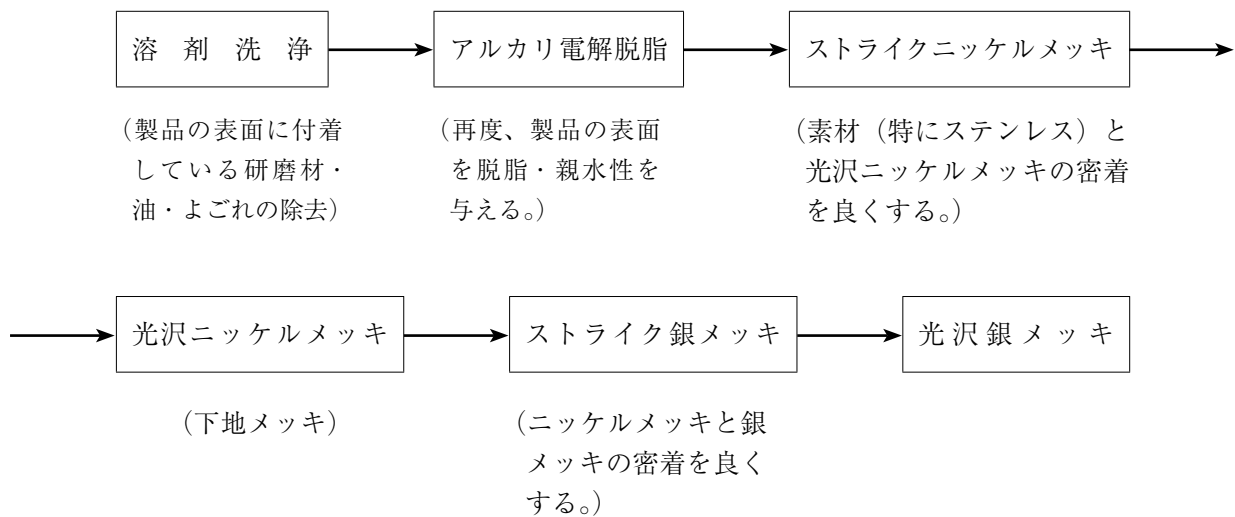 溶剤洗浄
アルカリ電解脱脂
ストライクニッケルメッキ
（製品の表面に付着
している研磨材・
油・よごれの除去）
（再度、製品の表面
を脱脂・親水性を
与える。）
（素材（特にステンレス）と
光沢ニッケルメッキの密着
を良くする。）
光沢ニッケルメッキ
ストライク銀メッキ
光沢銀メッキ
（下地メッキ）
（ニッケルメッキと銀
メッキの密着を良く
する。）